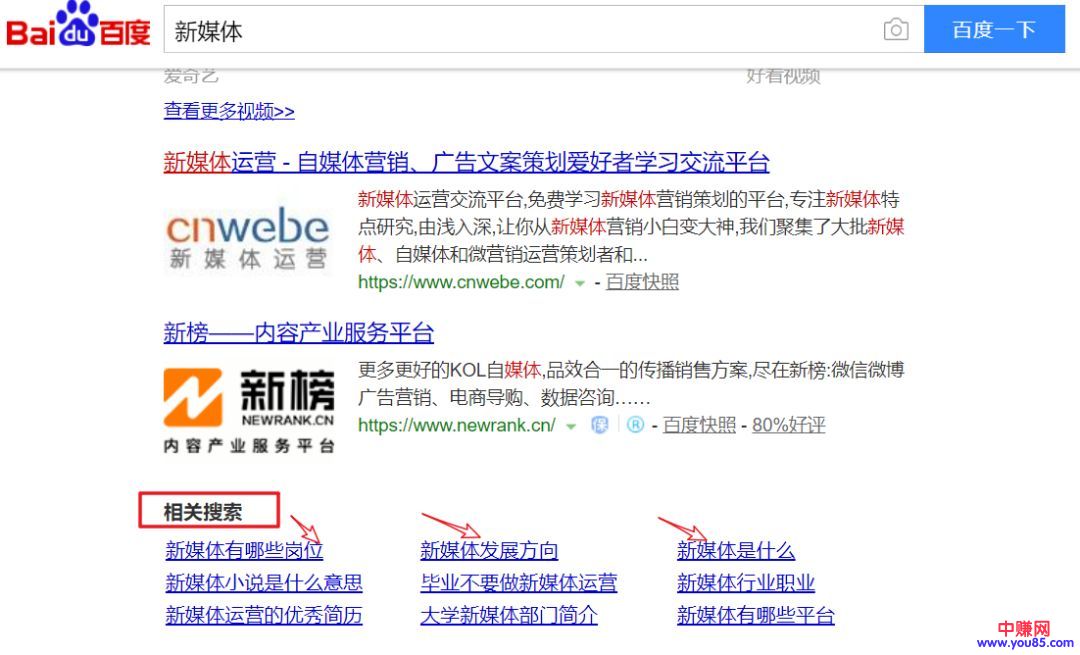 Bai du 百度
新媒体
百度一下
爱奇艺
好看视频
查看更多视频>>
新媒体运营 - 自媒体营销、广告文案策划爱好者学习交流平台
cnwebe
新媒体运营
新媒体运营交流平台,免费学习新媒体营销策划的平台,专注新媒体特
点研究,由浅入深,让你从新媒体营销小白变大神,我们聚集了大批新媒
体、自媒体和微营销运营策划者和...
https://www.cnwebe.com/ - 百度快照
新榜——内容产业服务平台
新榜
NEWRANK.CN
内容产业服务平台
更多更好的KOL自媒体,品效合一的传播销售方案,尽在新榜:微信微博
广告营销、电商导购、数据咨询……
https://www.newrank.cn/ 保 ® - 百度快照 - 80%好评
相关搜索
新媒体有哪些岗位 新媒体发展方向 新媒体是什么
新媒体小说是什么意思 毕业不要做新媒体运营 新媒体行业职业
新媒体运营的优秀简历 大学新媒体部门简介 新媒体有哪些平台
中赚网
www.you85.com